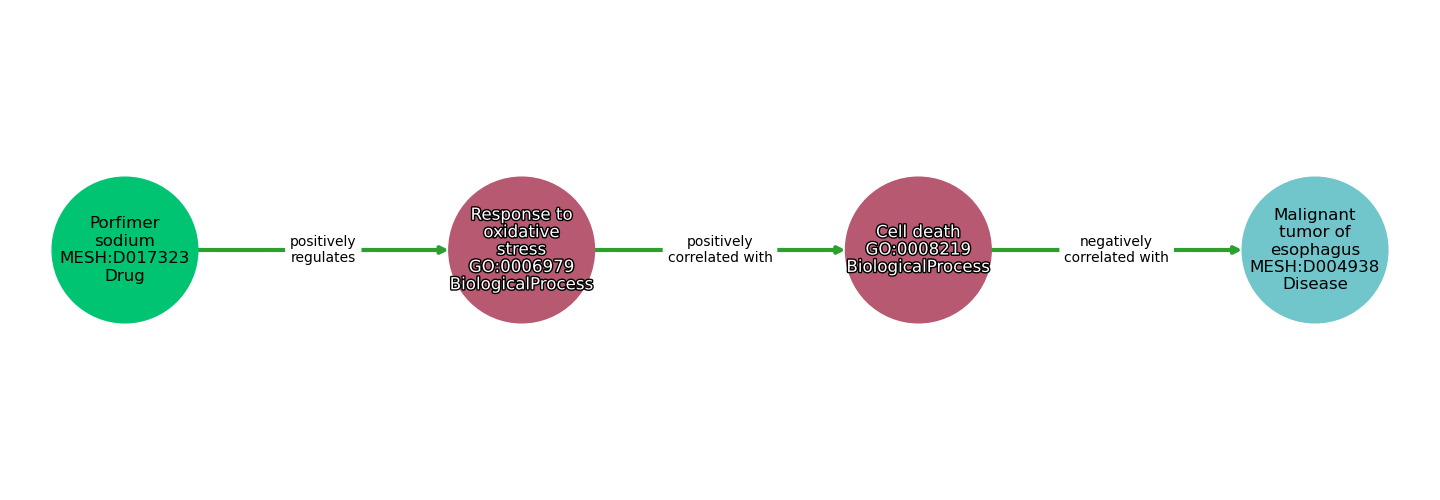 Porfimer
sodium
MESH:D017323
Drug
positively
regulates
Response to
oxidative
stress
GO:0006979
BiologicalProcess
positively
correlated with
Cell death
GO:0008219
BiologicalProcess
negatively
correlated with
Malignant
tumor of
esophagus
MESH:D004938
Disease